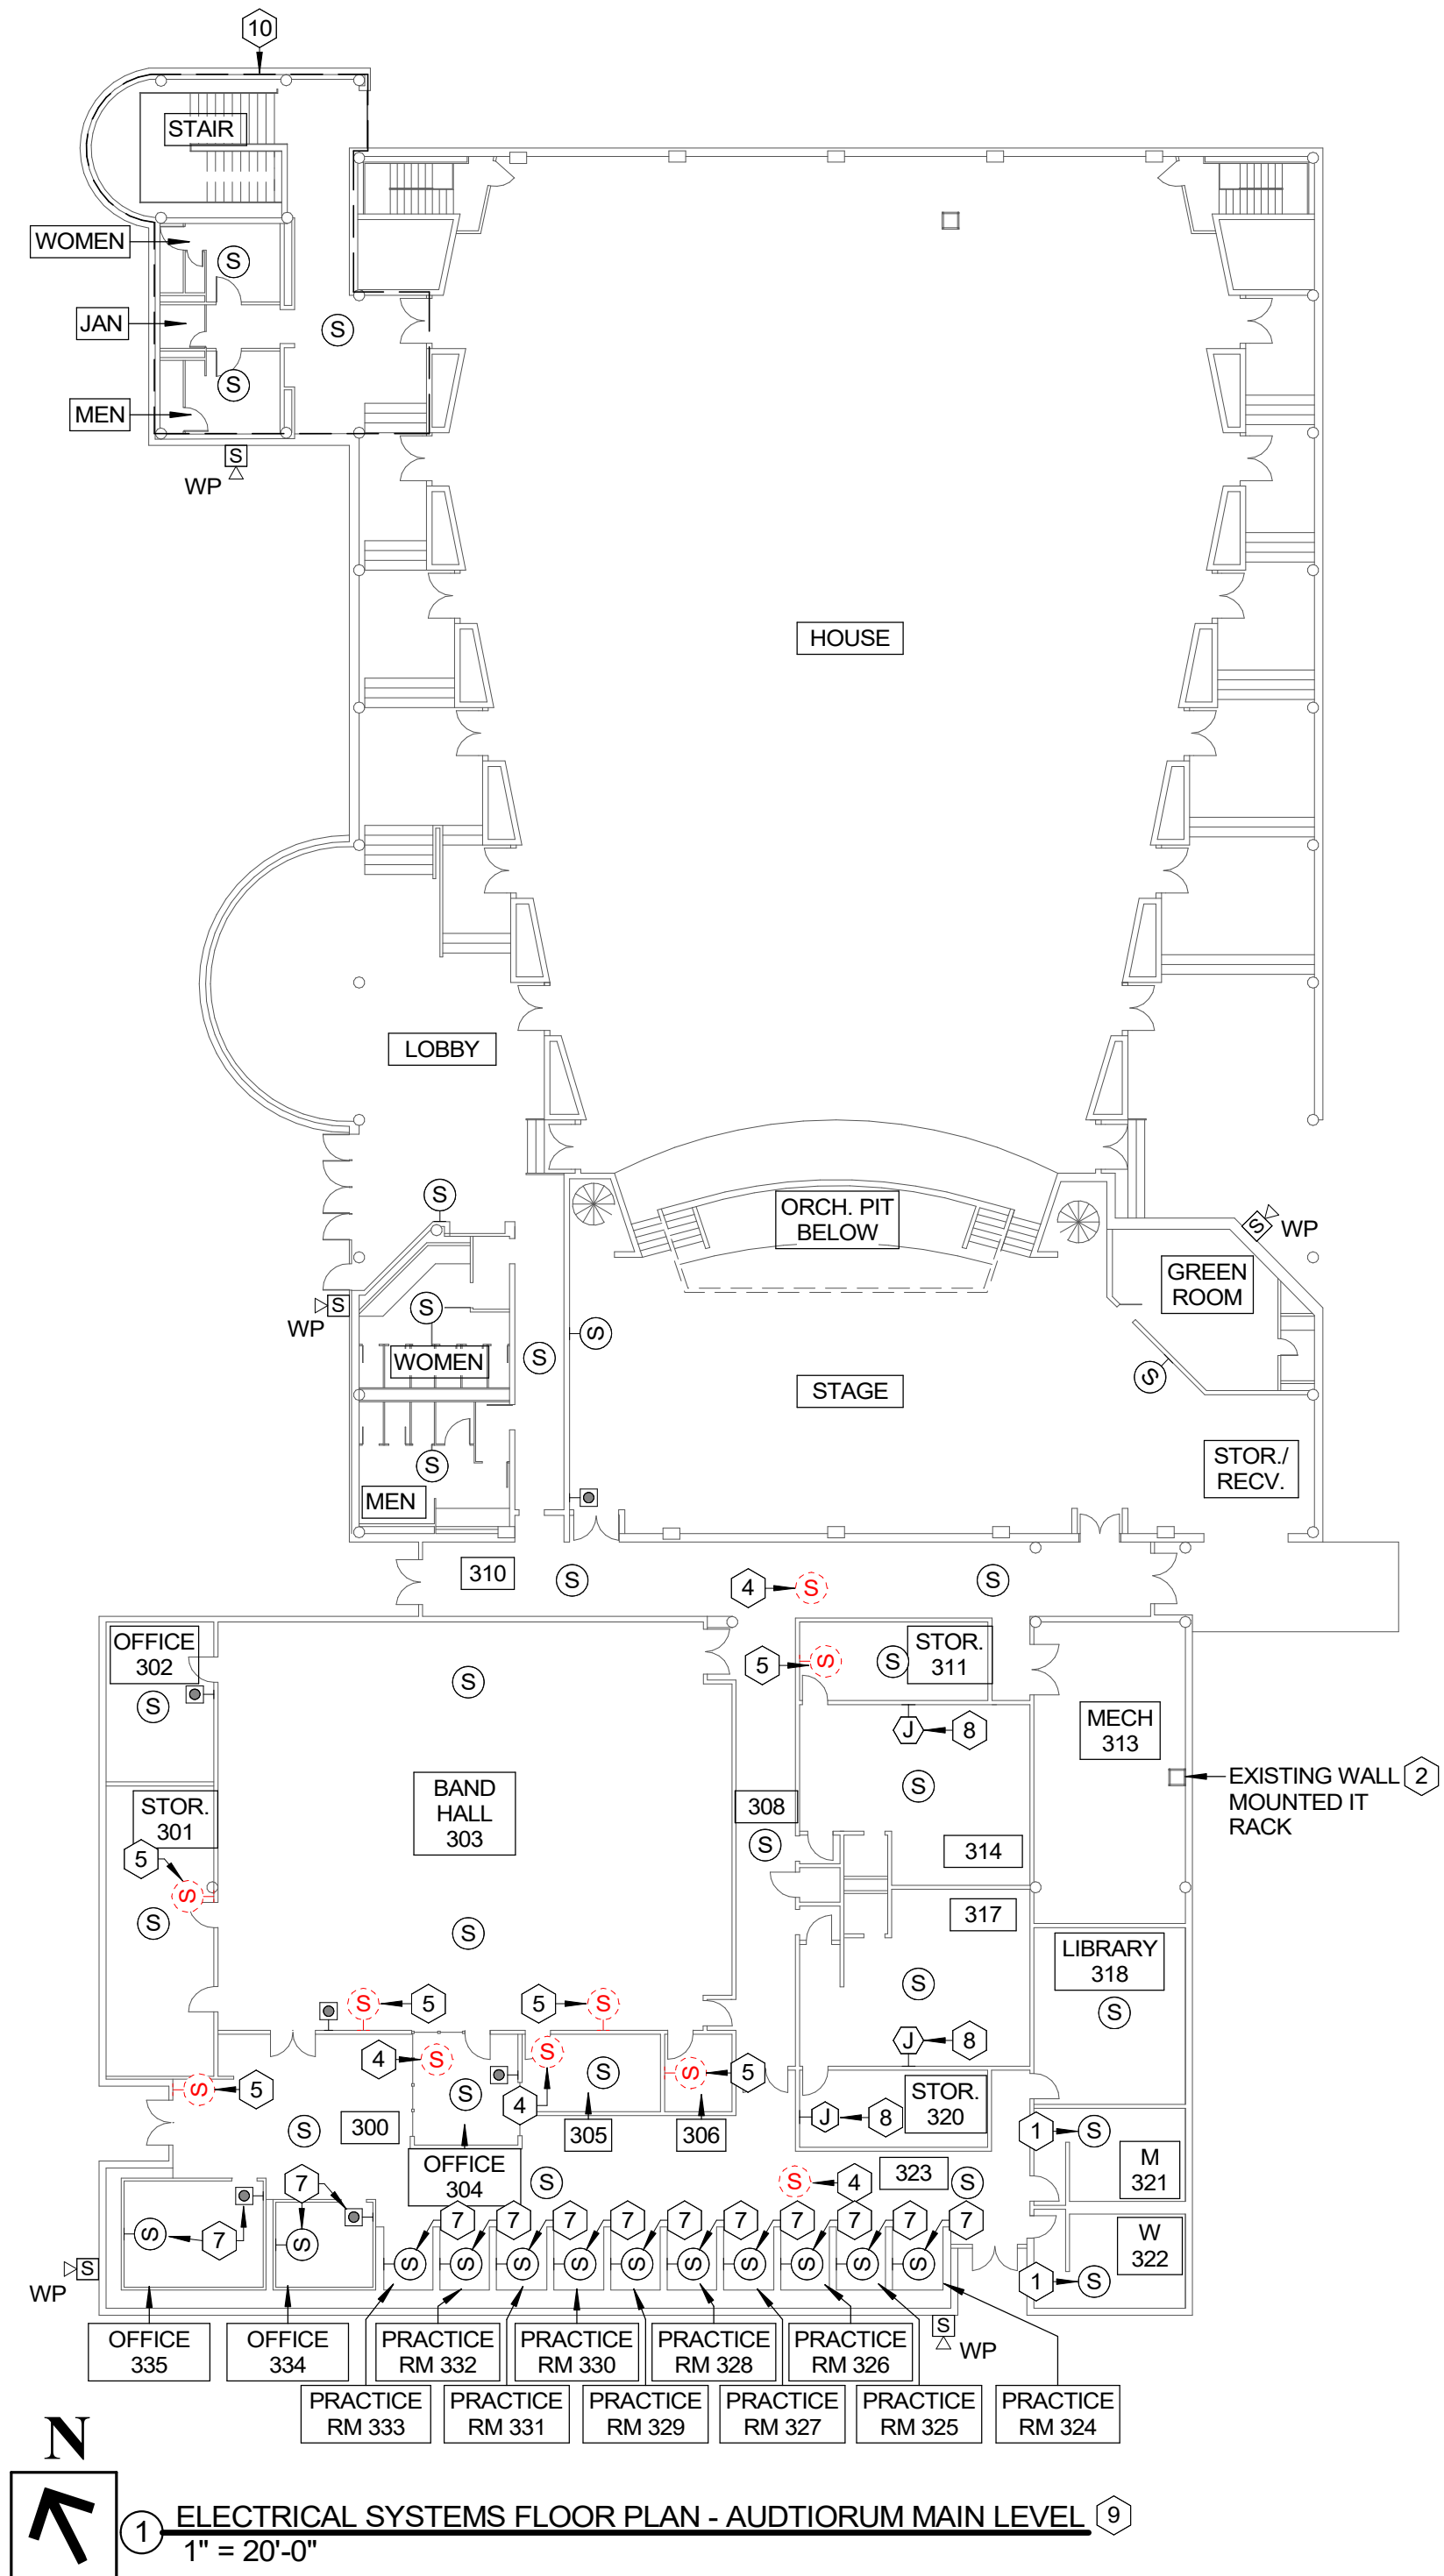 10
STAIR
WOMEN
S
JAN
S
S
MEN
S
WP
HOUSE
LOBBY
S
ORCH. PIT
BELOW
S
WP
GREEN
ROOM
S
WP
S
S
WOMEN
S
S
STAGE
S
MEN
STOR./
RECV.
310
S
4
S
S
OFFICE
302
S
S
5
S
S
STOR.
311
J
8
MECH
313
EXISTING WALL
MOUNTED IT
RACK
2
STOR.
301
BAND
HALL
303
308
S
S
314
5
S
S
S
317
LIBRARY
318
S
S
S
5
5
S
J
8
4
S
S
S
S
S
5
S
5
4
STOR.
320
J
8
300
S
305
306
1
S
M
321
OFFICE
304
S
S
4
323
S
7
S
7
S
7
7
7
7
7
7
7
7
7
7
S
S
S
S
S
S
S
S
S
S
W
322
1
S
S
WP
S
WP
OFFICE
335
OFFICE
334
PRACTICE
RM 332
PRACTICE
RM 330
PRACTICE
RM 328
PRACTICE
RM 326
PRACTICE
RM 333
PRACTICE
RM 331
PRACTICE
RM 329
PRACTICE
RM 327
PRACTICE
RM 325
PRACTICE
RM 324
N
1
ELECTRICAL SYSTEMS FLOOR PLAN - AUDTIORUM MAIN LEVEL
9
1" = 20'-0"